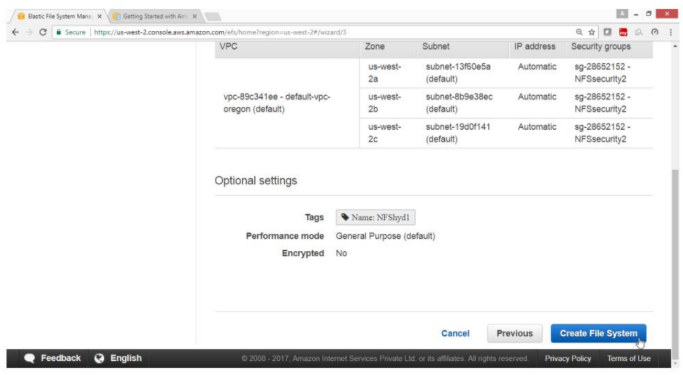 Elastic File System Mana
Getting Started with Am
Secure | https://us-west-2.console.aws.amazon.com/efs/home?region=us-west-2#/wizard/3
VPC Zone Subnet IP address Security groups
us-west-2a subnet-13f60e5a (default) Automatic sg-28652152 - NFSsecurity2
vpc-89c341ee - default-vpc-oregon (default) us-west-2b subnet-8b9e38ec (default) Automatic sg-28652152 - NFSsecurity2
us-west-2c subnet-19d0f141 (default) Automatic sg-28652152 - NFSsecurity2
Optional settings
Tags Name: NFShyd1
Performance mode General Purpose (default)
Encrypted No
Cancel Previous Create File System
Feedback English © 2008 - 2017, Amazon Internet Services Private Ltd. or its affiliates. All rights reserved. Privacy Policy Terms of Use